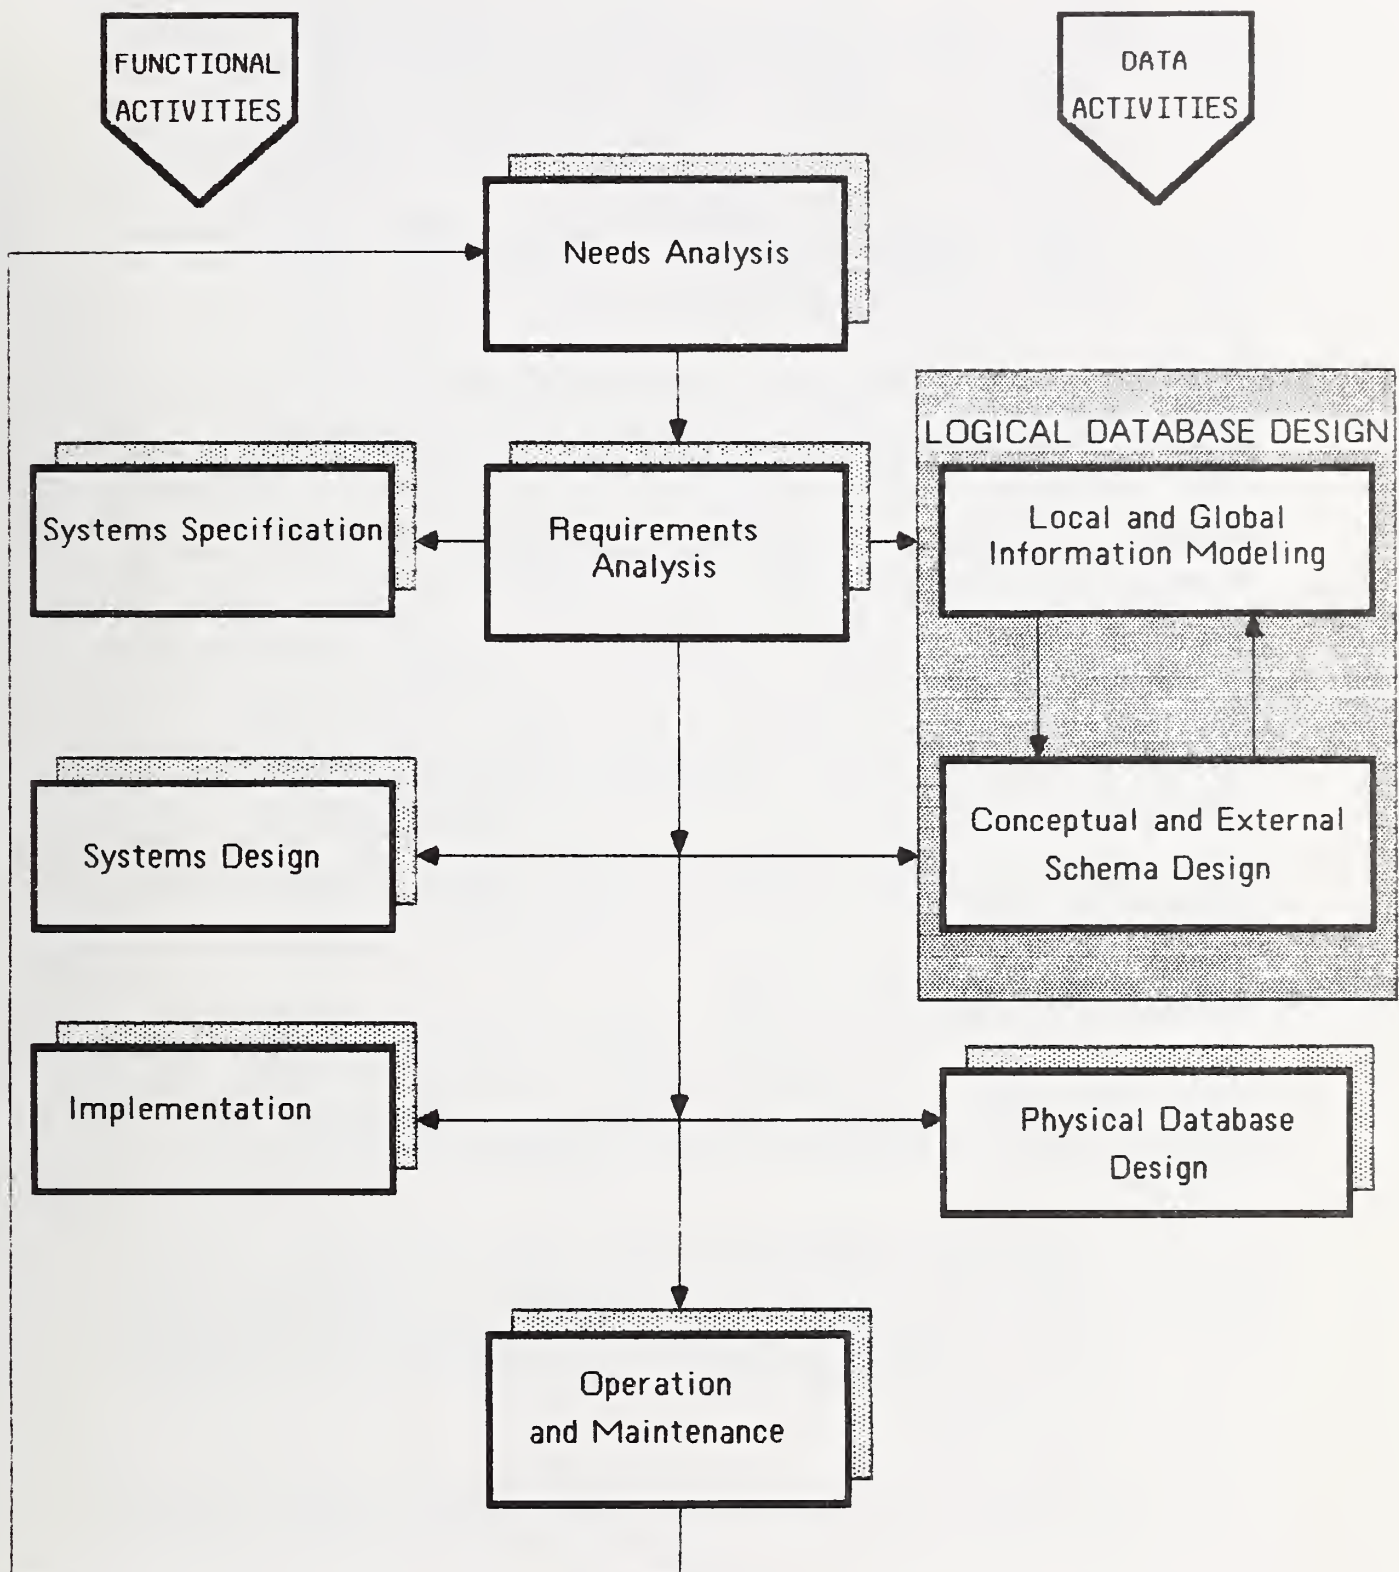 FUNCTIONAL
ACTIVITIES
DATA
ACTIVITIES
Needs Analysis
LOGICAL DATABASE DESIGN
Systems Specification
Requirements
Analysis
Local and Global
Information Modeling
Systems Design
Conceptual and External
Schema Design
Implementation
Physical Database
Design
Operation
and Maintenance